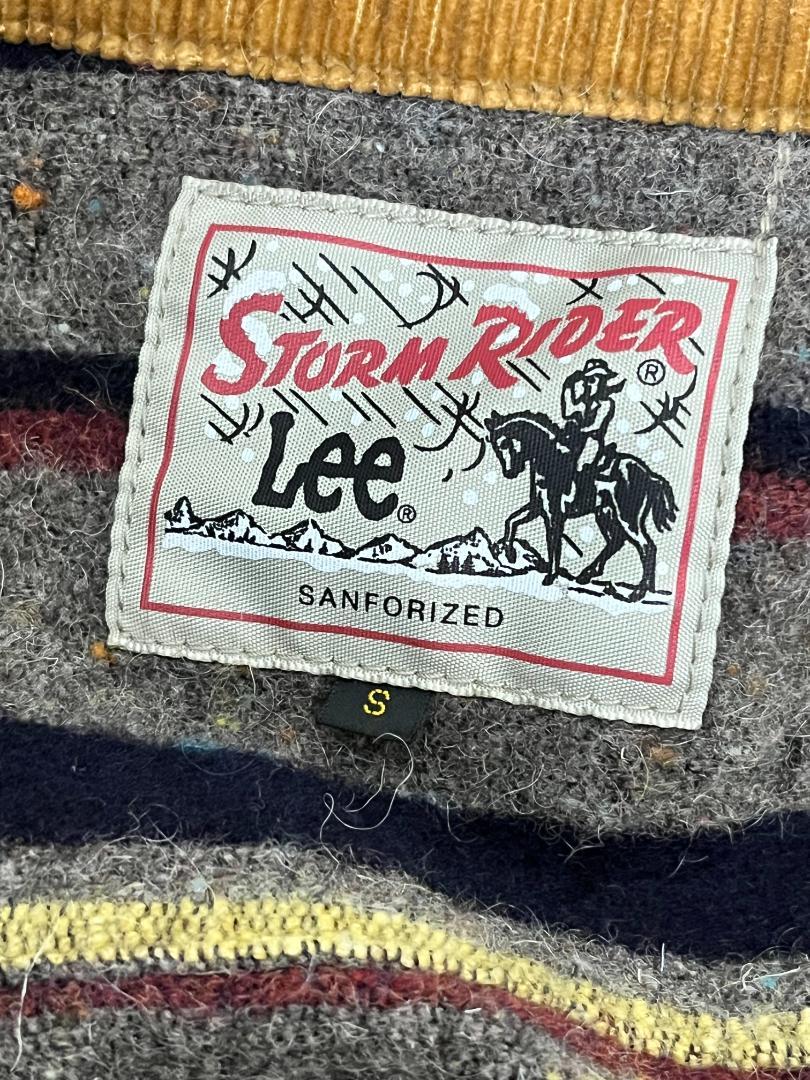 STORM RIDER
®
Lee®
SANFORIZED
S